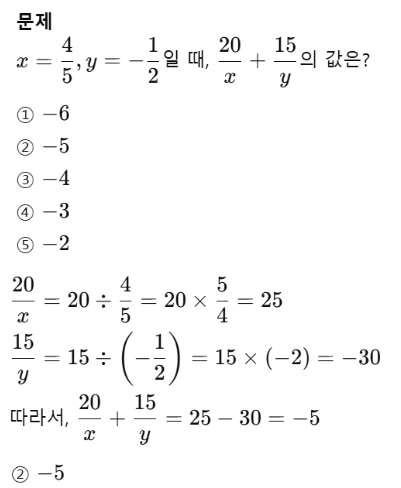 문제
x = 4/5, y = −1/2 일 때, 20/x + 15/y 의 값은?
① −6
② −5
③ −4
④ −3
⑤ −2
20/x = 20 ÷ 4/5 = 20 × 5/4 = 25
15/y = 15 ÷ (−1/2) = 15 × (−2) = −30
따라서, 20/x + 15/y = 25 − 30 = −5
② −5